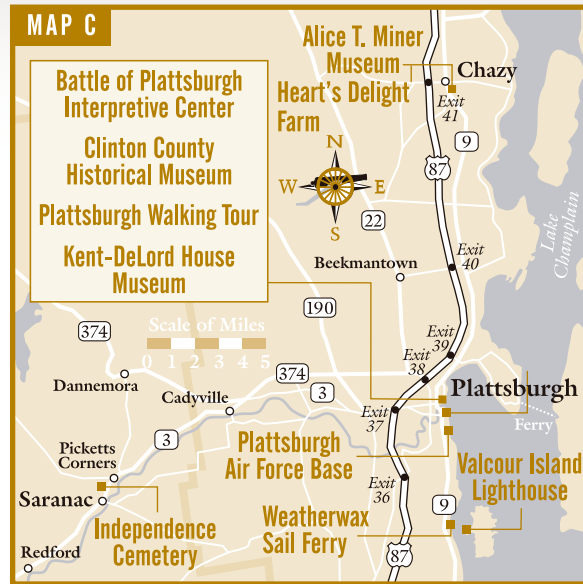 MAP C
Alice T. Miner
Museum
Heart's Delight
Farm
Chazy
Exit
41
9
87
Battle of Plattsburgh
Interpretive Center
Clinton County
Historical Museum
Plattsburgh Walking Tour
Kent-DeLord House
Museum
N
W
E
S
22
Lake
Champlain
Exit
40
Beekmantown
190
374
Scale of Miles
0 1 2 3 4 5
Exit
39
Exit
38
374
3
Dannemora
Cadyville
Plattsburgh
Ferry
Exit
37
3
Picketts
Corners
Saranac
Plattsburgh
Air Force Base
Valcour Island
Lighthouse
Exit
36
Independence
Cemetery
Weatherwax
Sail Ferry
9
87
Redford